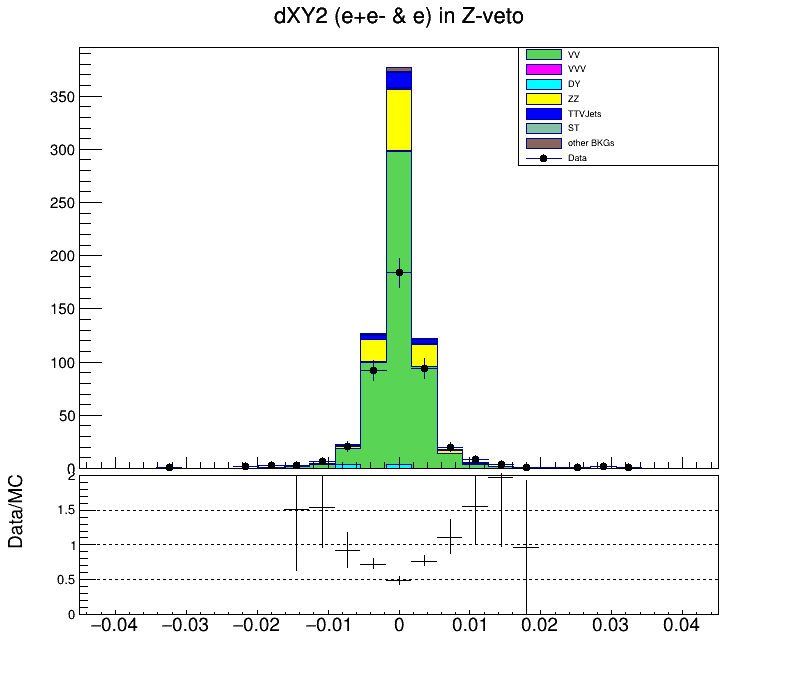 dXY2 (e+e- & e) in Z-veto
VV
VVV
DY
ZZ
TTVJets
ST
other BKGs
Data
350
300
250
200
150
100
50
0
Data/MC
2
1.5
1
0.5
0
−0.04 −0.03 −0.02 −0.01 0 0.01 0.02 0.03 0.04